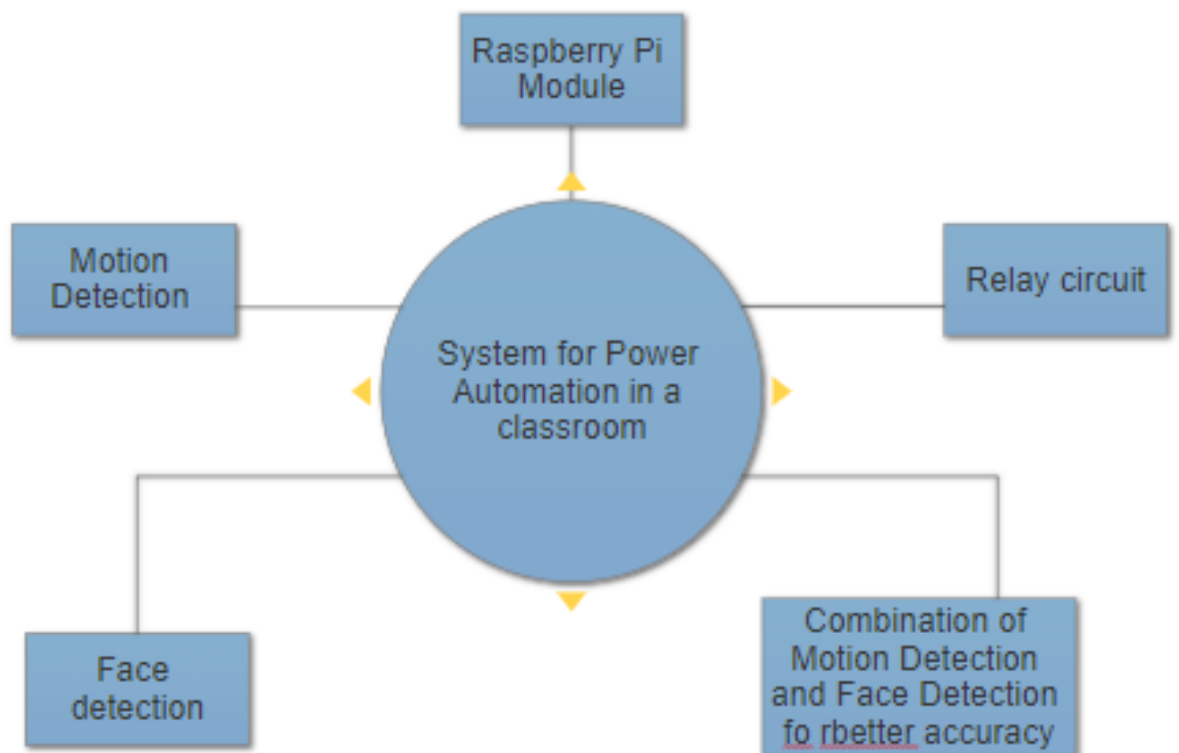 Raspberry Pi
Module
Motion
Detection
Relay circuit
System for Power
Automation in a
classroom
Face
detection
Combination of
Motion Detection
and Face Detection
fo rbetter accuracy